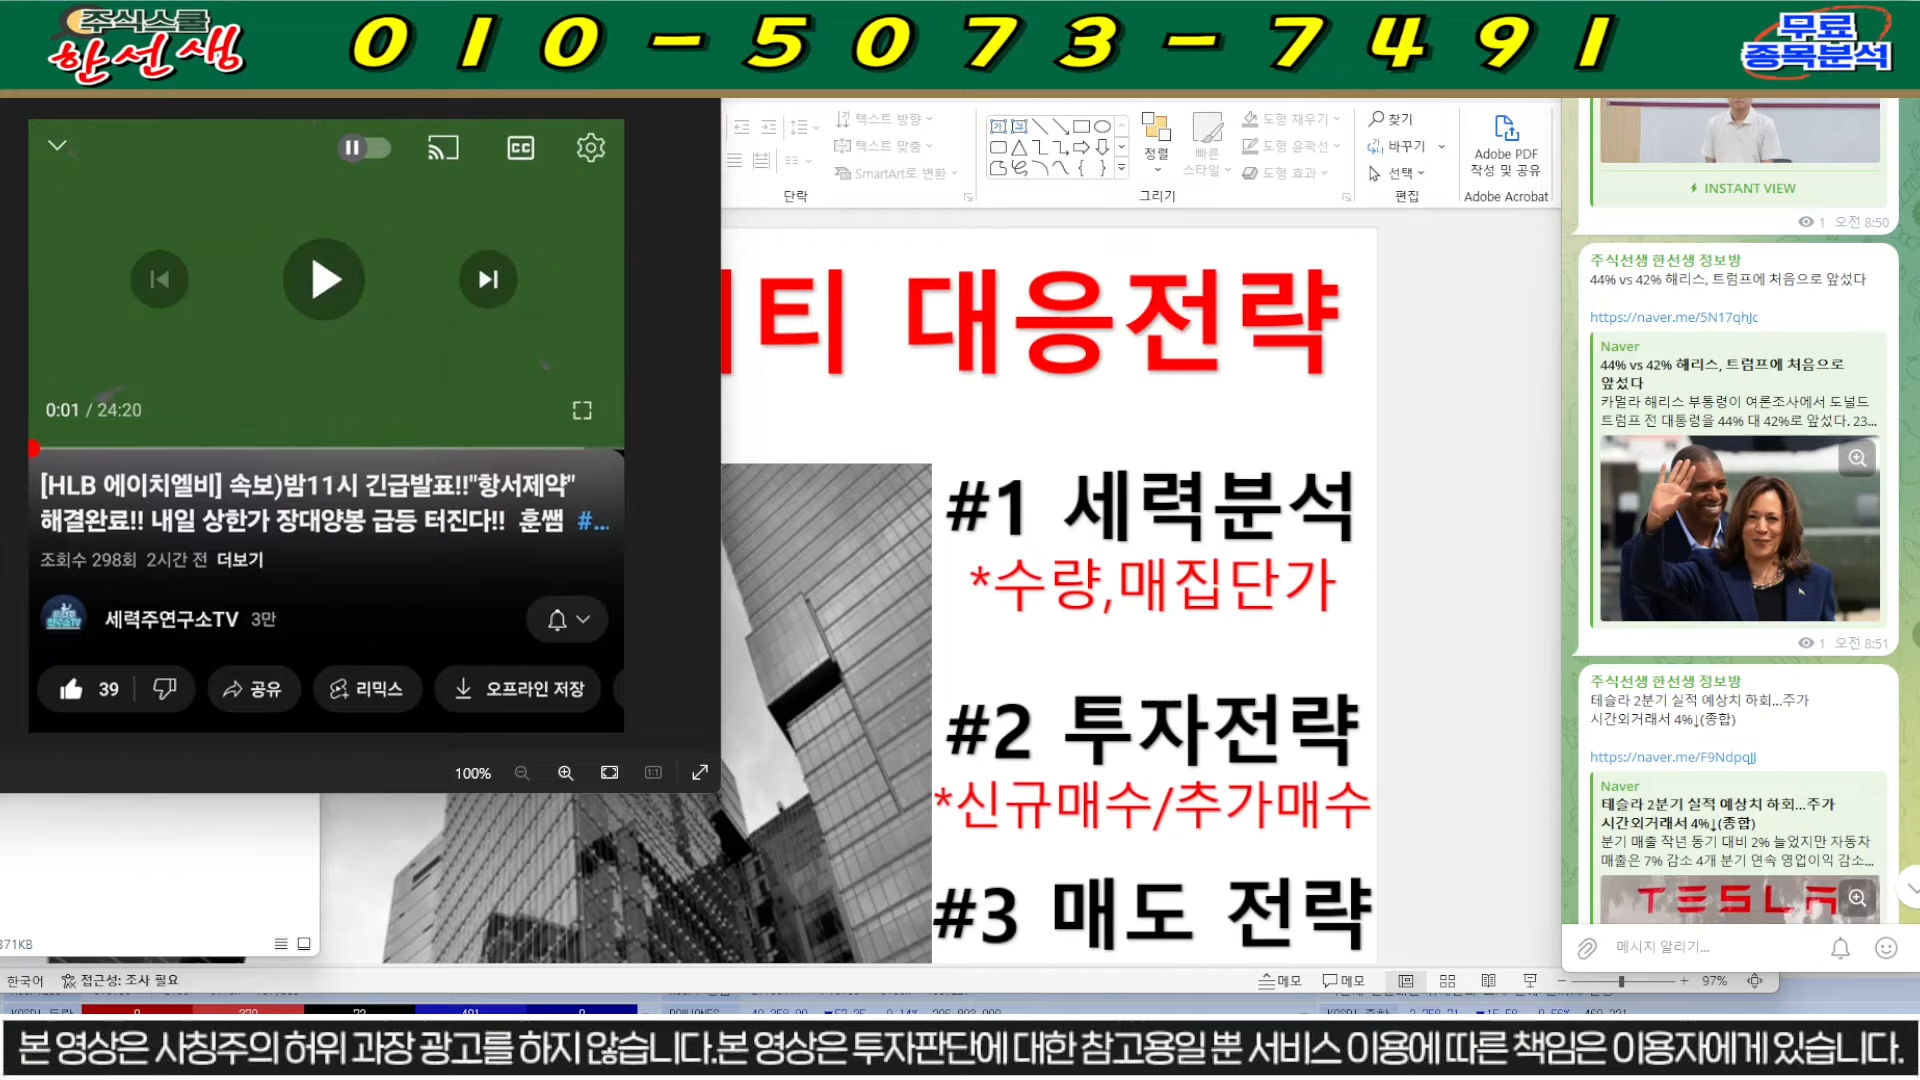 주식스쿨
한선생
010-5073-7491
무료
종목분석
0:01 / 24:20
[HLB 에이치엘비] 속보)밤11시 긴급발표!!"항서제약"
해결완료!! 내일 상한가 장대양봉 급등 터진다!! 훈쌤 #...
조회수 298회 2시간 전 더보기
세력주연구소TV 3만
39
공유
리믹스
오프라인 저장
100%
371KB
텍스트 방향
텍스트 맞춤
SmartArt로 변환
단락
정렬
빠른
스타일
도형 채우기
도형 윤곽선
도형 효과
그리기
찾기
바꾸기
선택
편집
Adobe PDF
작성 및 공유
Adobe Acrobat
티 대응전략
#1 세력분석
*수량,매집단가
#2 투자전략
*신규매수/추가매수
#3 매도 전략
INSTANT VIEW
1 오전 8:50
주식선생 한선생 정보방
44% vs 42% 해리스, 트럼프에 처음으로 앞섰다
https://naver.me/5N17qhJc
Naver
44% vs 42% 해리스, 트럼프에 처음으로
앞섰다
카멀라 해리스 부통령이 여론조사에서 도널드
트럼프 전 대통령을 44% 대 42%로 앞섰다. 23...
1 오전 8:51
주식선생 한선생 정보방
테슬라 2분기 실적 예상치 하회...주가
시간외거래서 4%↓(종합)
https://naver.me/F9NdpqJJ
Naver
테슬라 2분기 실적 예상치 하회...주가
시간외거래서 4%↓(종합)
분기 매출 작년 동기 대비 2% 늘었지만 자동차
매출은 7% 감소 4개 분기 연속 영업이익 감소...
TESLA
메시지 알리기...
한국어
접근성: 조사 필요
메모
메모
97%
본 영상은 사칭주의 허위 과장 광고를 하지 않습니다.본 영상은 투자판단에 대한 참고용일 뿐 서비스 이용에 따른 책임은 이용자에게 있습니다.